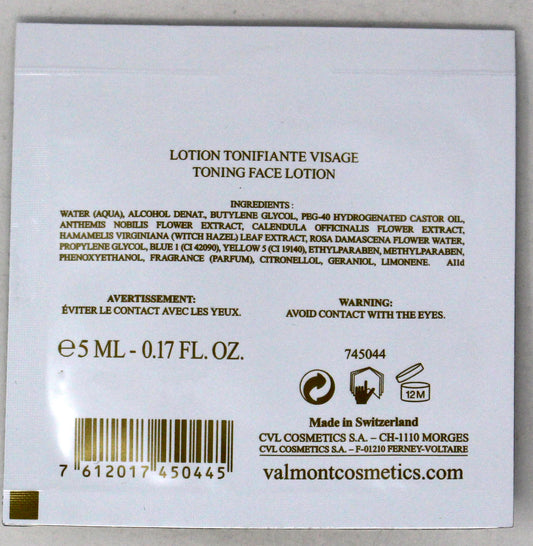 LOTION TONIFIANTE VISAGE
TONING FACE LOTION
INGREDIENTS :
WATER (AQUA), ALCOHOL DENAT., BUTYLENE GLYCOL, PEG-40 HYDROGENATED CASTOR OIL,
ANTHEMIS NOBILIS FLOWER EXTRACT, CALENDULA OFFICINALIS FLOWER EXTRACT,
HAMAMELIS VIRGINIANA (WITCH HAZEL) LEAF EXTRACT, ROSA DAMASCENA FLOWER WATER,
PROPYLENE GLYCOL, BLUE 1 (CI 42090), YELLOW 5 (CI 19140), ETHYLPARABEN, METHYLPARABEN,
PHENOXYETHANOL, FRAGRANCE (PARFUM), CITRONELLOL, GERANIOL, LIMONENE. A11d
AVERTISSEMENT:
ÉVITER LE CONTACT AVEC LES YEUX.
WARNING:
AVOID CONTACT WITH THE EYES.
℮5 ML - 0.17 FL. OZ.
745044
12M
Made in Switzerland
CVL COSMETICS S.A. – CH-1110 MORGES
CVL COSMETICS S.A. – F-01210 FERNEY-VOLTAIRE
valmontcosmetics.com
7 612017 450445